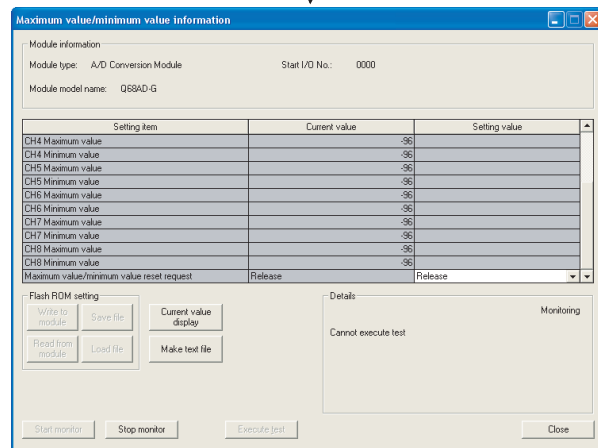 Maximum value/minimum value information
Module information
Module type: A/D Conversion Module Start I/O No.: 0000
Module model name: Q68AD-G
Setting item Current value Setting value
CH4 Maximum value -96
CH4 Minimum value -96
CH5 Maximum value -96
CH5 Minimum value -96
CH6 Maximum value -96
CH6 Minimum value -96
CH7 Maximum value -96
CH7 Minimum value -96
CH8 Maximum value -96
CH8 Minimum value -96
Maximum value/minimum value reset request Release Release
Flash ROM setting
Write to
module
Save file
Current value
display
Read from
module
Load file
Make text file
Details
Monitoring
Cannot execute test
Start monitor Stop monitor Execute test Close